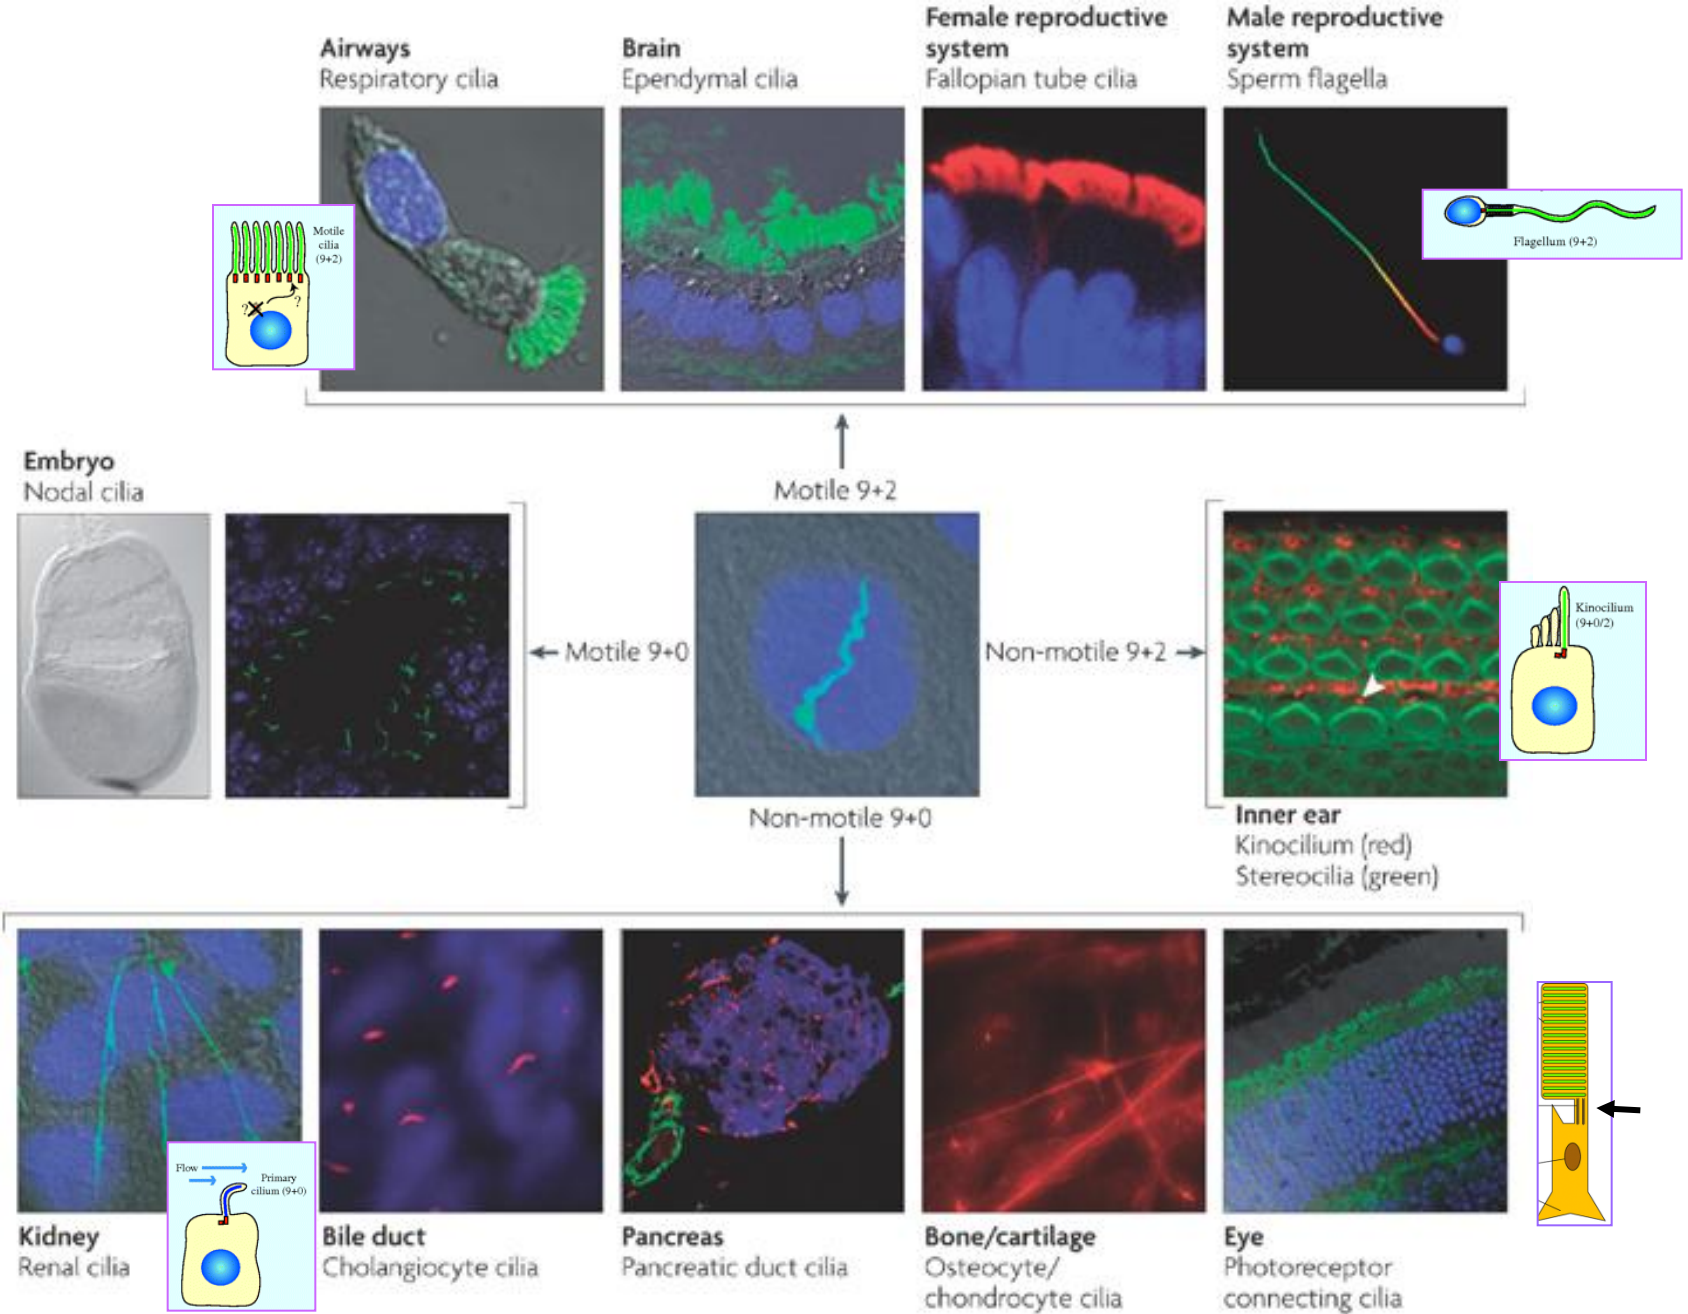 Airways
Respiratory cilia
Brain
Ependymal cilia
Female reproductive
system
Fallopian tube cilia
Male reproductive
system
Sperm flagella
Motile
cilia
(9+2)
?
?
Flagellum (9+2)
Motile 9+2
Embryo
Nodal cilia
Motile 9+0
Non-motile 9+2
Kinocilium
(9+0/2)
Non-motile 9+0
Inner ear
Kinocilium (red)
Stereocilia (green)
Flow
Primary
cilium (9+0)
Kidney
Renal cilia
Bile duct
Cholangiocyte cilia
Pancreas
Pancreatic duct cilia
Bone/cartilage
Osteocyte/
chondrocyte cilia
Eye
Photoreceptor
connecting cilia